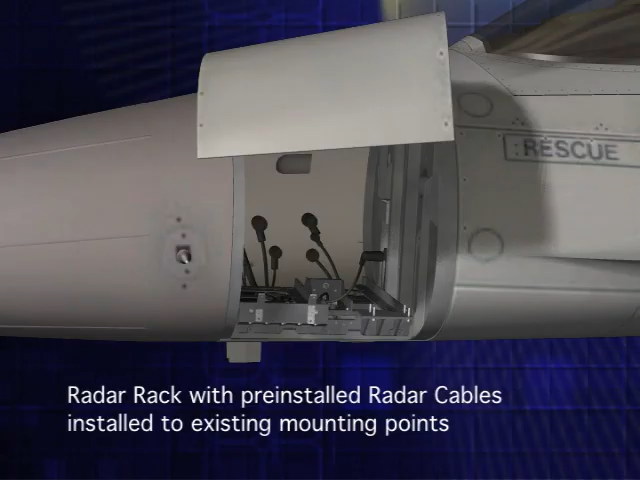 RESCUE
Radar Rack with preinstalled Radar Cables
installed to existing mounting points